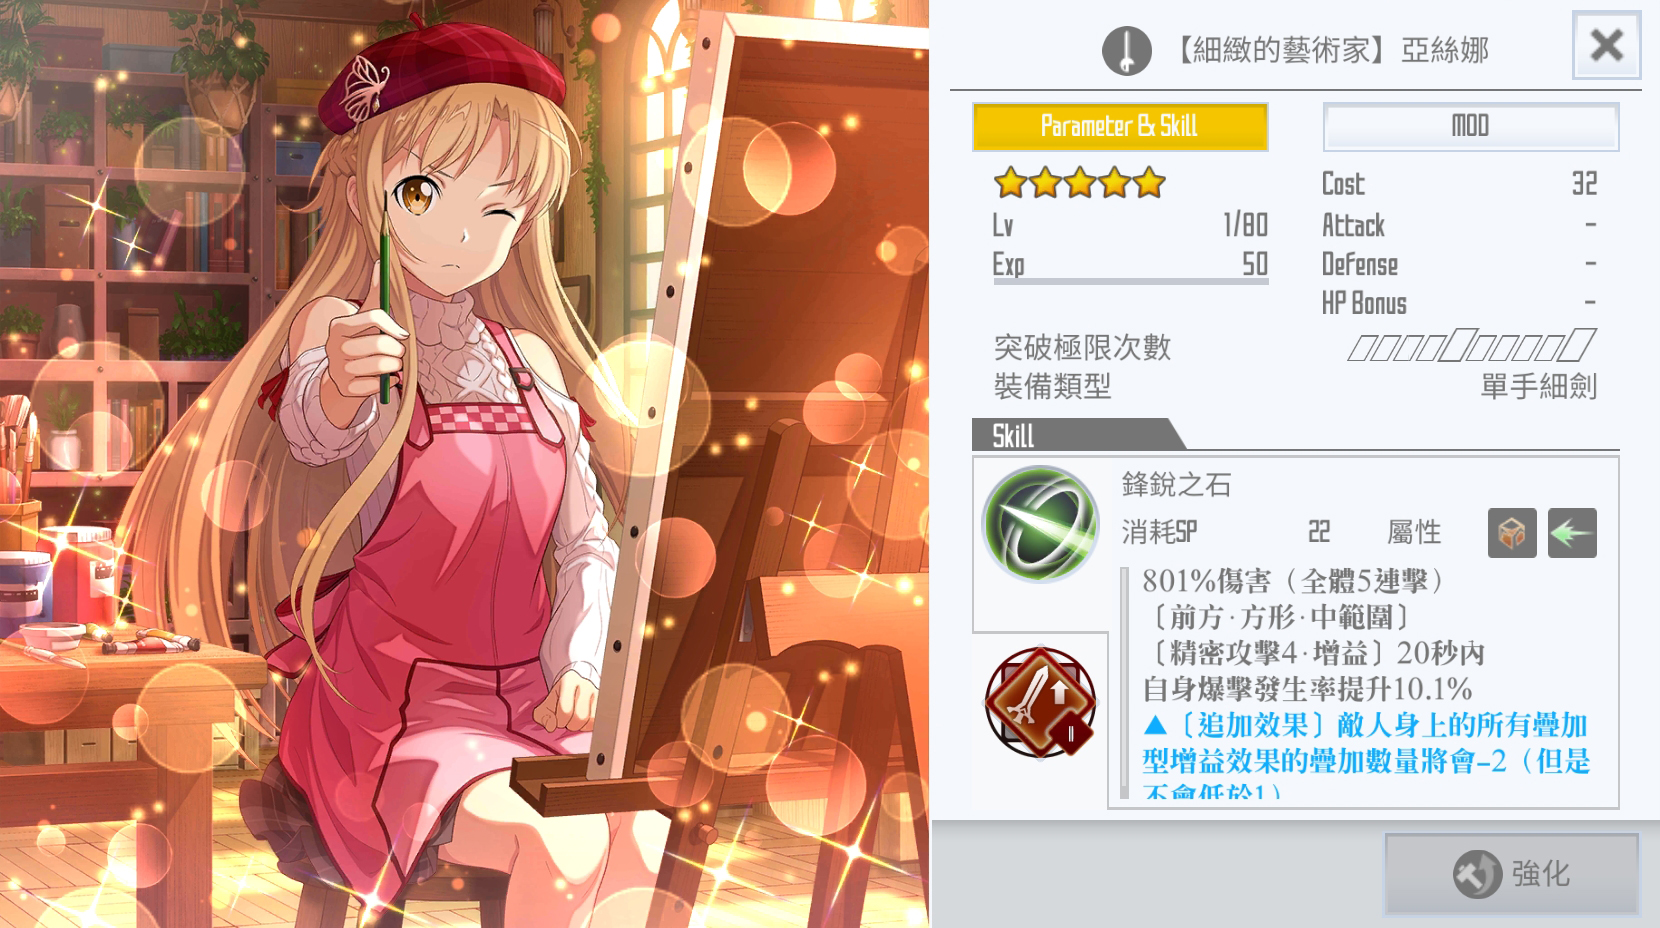 【細緻的藝術家】亞絲娜
Parameter & Skill
MOD
Lv 1/80
Exp 50
Cost 32
Attack -
Defense -
HP Bonus -
突破極限次數
裝備類型 單手細劍
Skill
鋒銳之石
消耗SP 22 屬性
801%傷害（全體5連擊）
〔前方·方形·中範圍〕
〔精密攻擊4·增益〕20秒內
自身爆擊發生率提升10.1%
▲〔追加效果〕敵人身上的所有疊加
型增益效果的疊加數量將會-2（但是
不會低於1）
II
強化